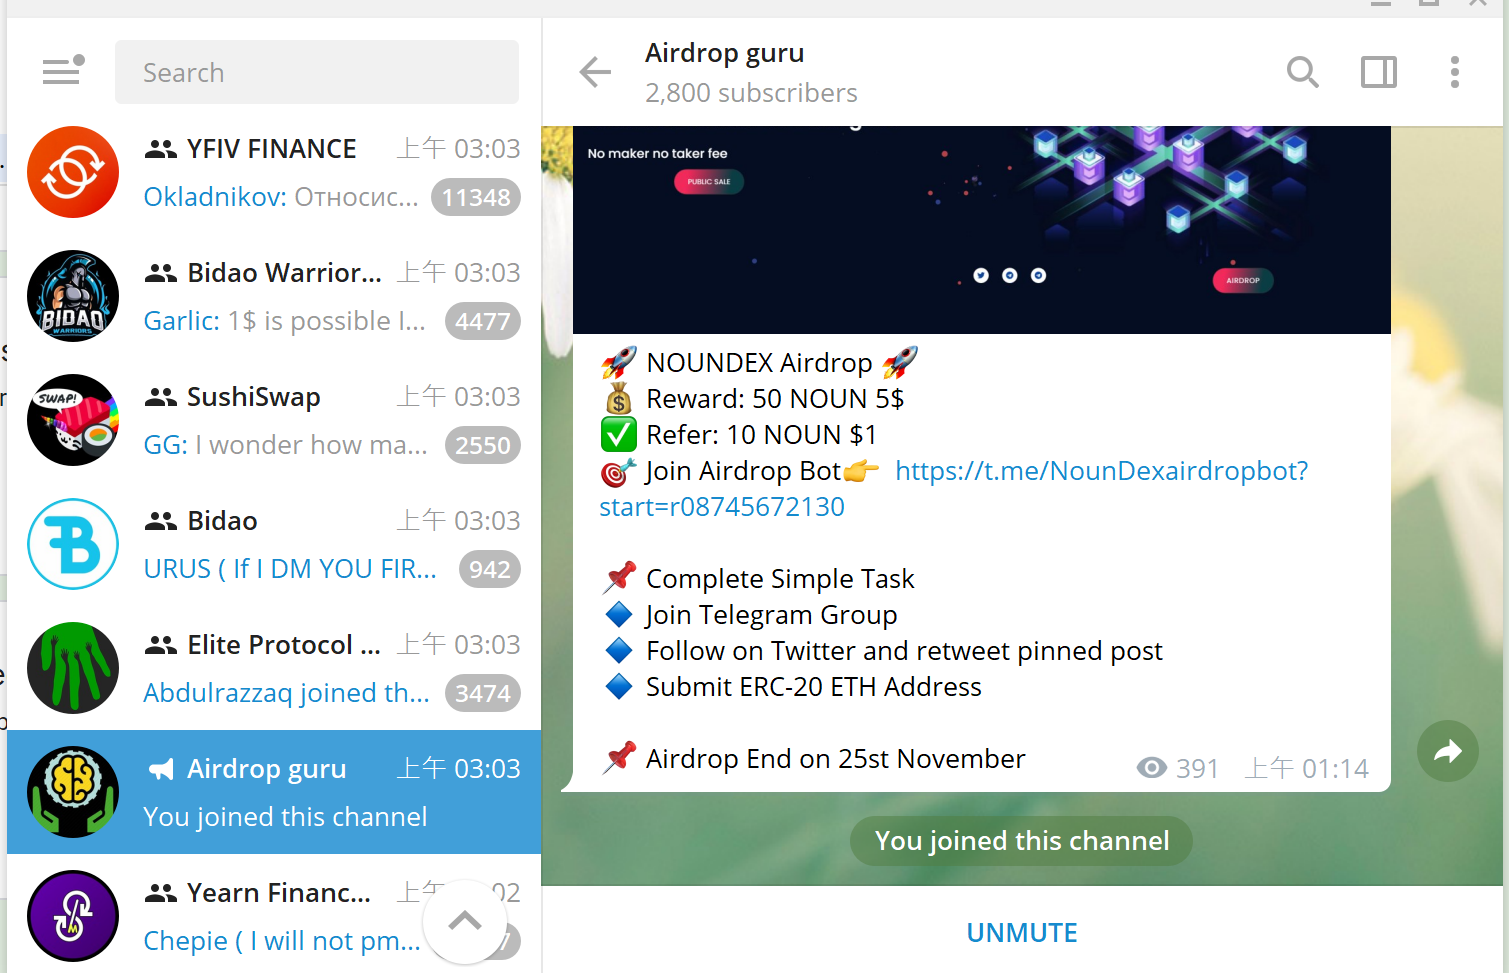 Search
YFIV FINANCE 上午 03:03
Okladnikov: Относис... 11348
Bidao Warrior... 上午 03:03
Garlic: 1$ is possible I... 4477
SushiSwap 上午 03:03
GG: I wonder how ma... 2550
Bidao 上午 03:03
URUS ( If I DM YOU FIR... 942
Elite Protocol ... 上午 03:03
Abdulrazzaq joined th... 3474
Airdrop guru 上午 03:03
You joined this channel
Yearn Financ... 上午 02
Chepie ( I will not pm... 7
SWAP!
BIDAO
WARRIORS
Airdrop guru
2,800 subscribers
No maker no taker fee
PUBLIC SALE
AIRDROP
🚀 NOUNDEX Airdrop 🚀
💰 Reward: 50 NOUN 5$
✅ Refer: 10 NOUN $1
🎯 Join Airdrop Bot👉 https://t.me/NounDexairdropbot?
start=r08745672130
📌 Complete Simple Task
🔷 Join Telegram Group
🔷 Follow on Twitter and retweet pinned post
🔷 Submit ERC-20 ETH Address
📌 Airdrop End on 25st November
391 上午 01:14
You joined this channel
UNMUTE